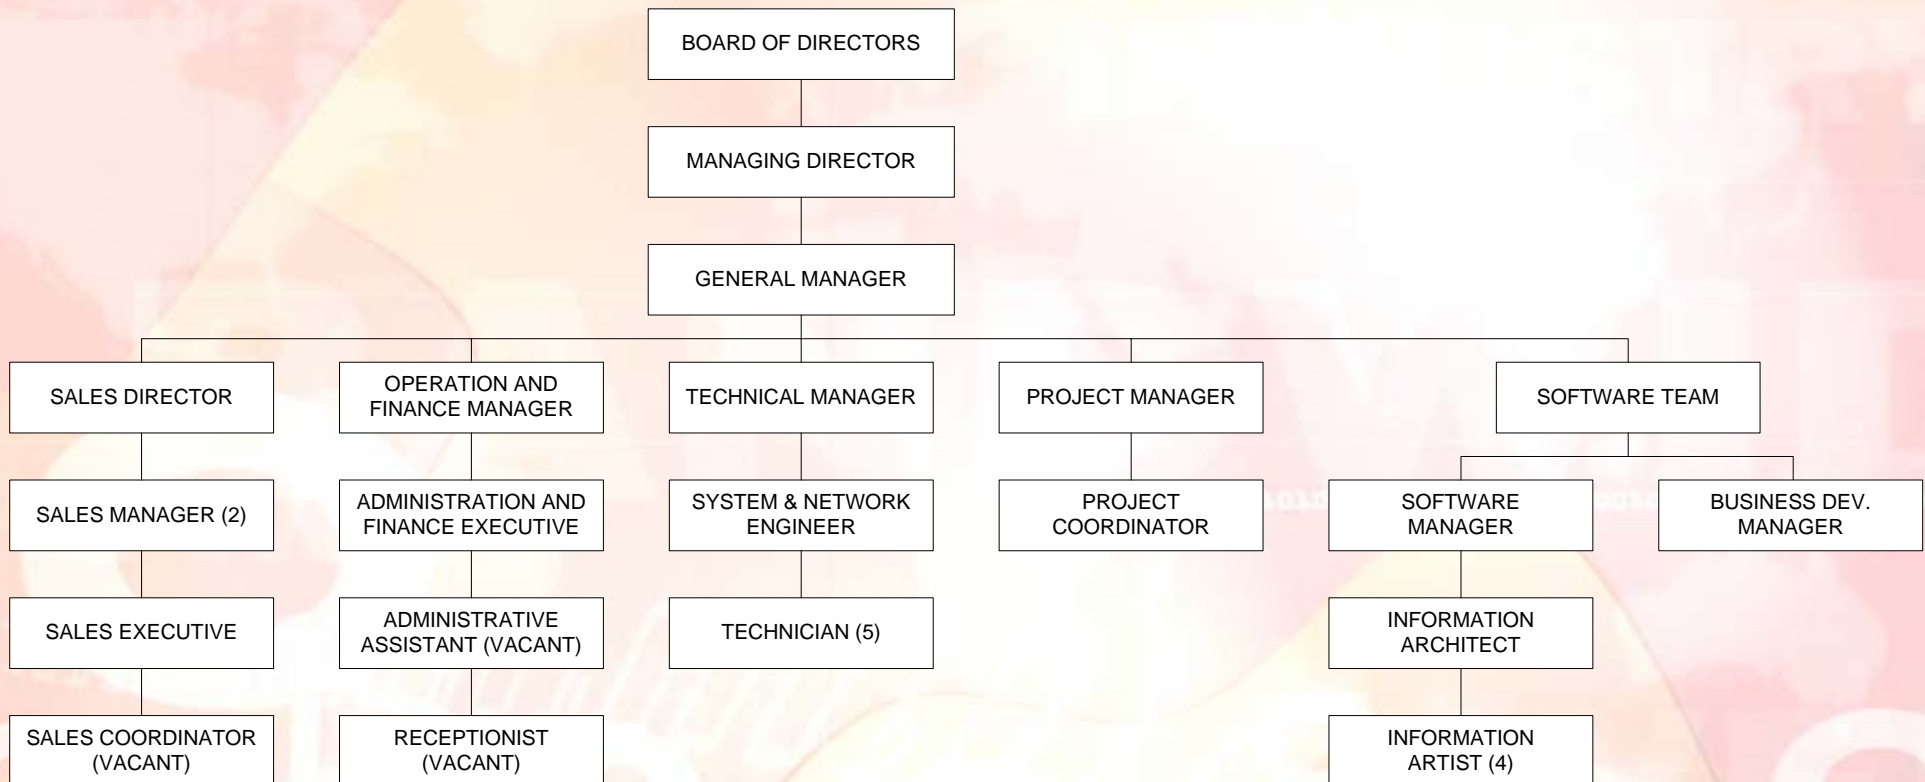 BOARD OF DIRECTORS
MANAGING DIRECTOR
GENERAL MANAGER
SALES DIRECTOR
OPERATION AND
FINANCE MANAGER
TECHNICAL MANAGER
PROJECT MANAGER
SOFTWARE TEAM
SALES MANAGER (2)
ADMINISTRATION AND
FINANCE EXECUTIVE
SYSTEM & NETWORK
ENGINEER
PROJECT
COORDINATOR
SOFTWARE
MANAGER
BUSINESS DEV.
MANAGER
SALES EXECUTIVE
ADMINISTRATIVE
ASSISTANT (VACANT)
TECHNICIAN (5)
INFORMATION
ARCHITECT
SALES COORDINATOR
(VACANT)
RECEPTIONIST
(VACANT)
INFORMATION
ARTIST (4)